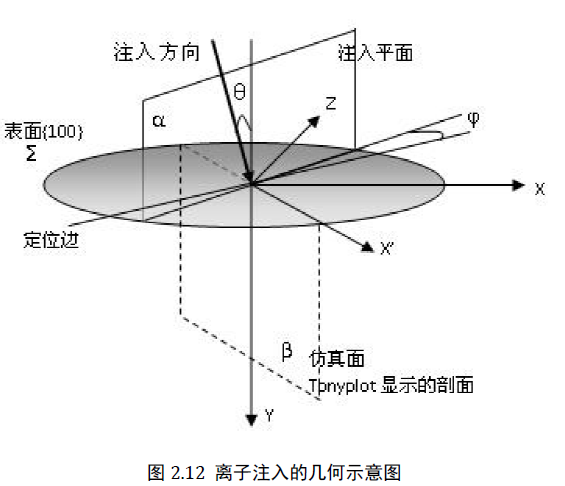 注入方向
注入平面
θ
Z
α
φ
表面{100}
Σ
X
定位边
X'
β
仿真面
Tonyplot 显示的剖面
Y
图 2.12 离子注入的几何示意图